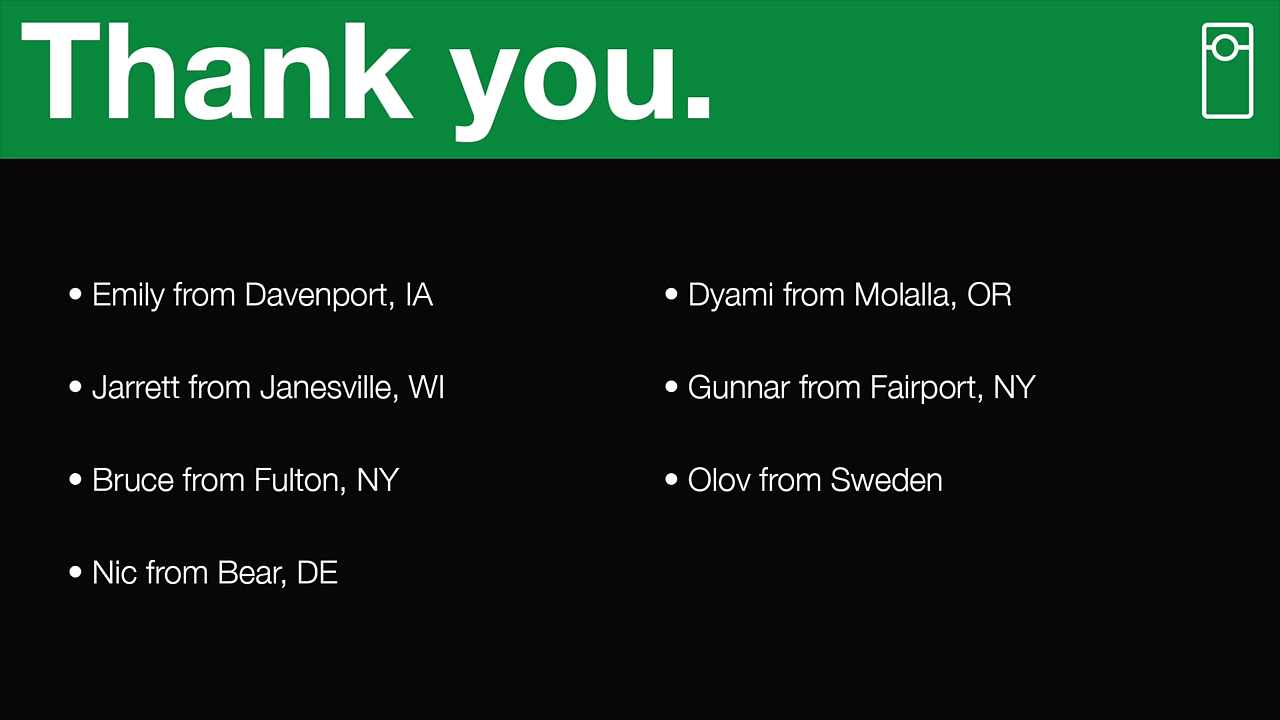 Thank you.
• Emily from Davenport, IA
• Jarrett from Janesville, WI
• Bruce from Fulton, NY
• Nic from Bear, DE
• Dyami from Molalla, OR
• Gunnar from Fairport, NY
• Olov from Sweden